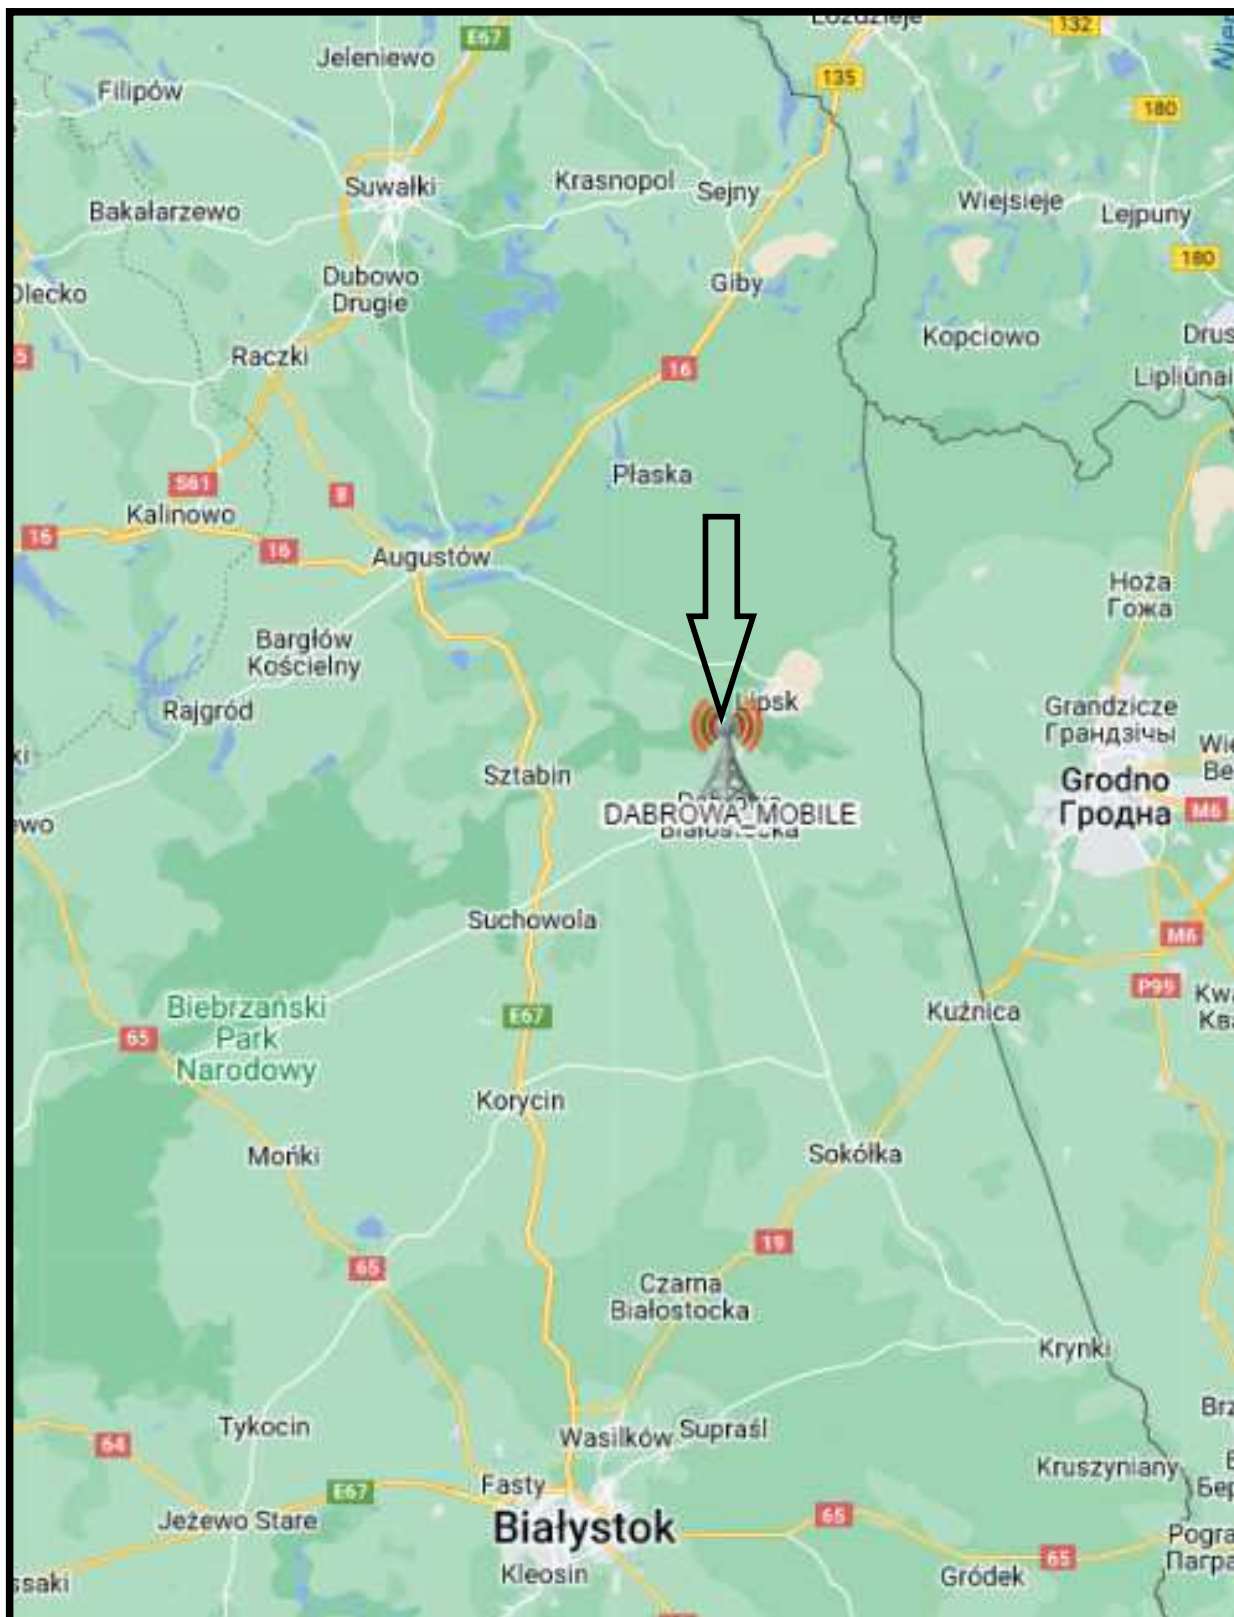 Łoździeje
E67
132
Jeleniewo
135
Filipów
180
Suwałki
Krasnopol
Sejny
Wiejsieje
Lejpuny
Bakałarzewo
180
Dubowo
Drugie
Giby
Olecko
Kopciowo
Drus
Raczki
16
Lipliūnai
Płaska
S61
8
Kalinowo
16
16
Augustów
Hoża
Гожа
Bargłów
Kościelny
Lipsk
Rajgród
Grandzicze
Грандзічы
Sztabin
Grodno
Гродна
M6
DABROWA_MOBILE
Suchowola
M6
P99
Biebrzański
Park
Narodowy
E67
Kuźnica
65
Korycin
Mońki
Sokółka
19
65
Czarna
Białostocka
Krynki
Tykocin
Wasilków
Supraśl
64
Kruszyniany
Fasty
E67
Jeżewo Stare
Białystok
65
Kleosin
65
Gródek